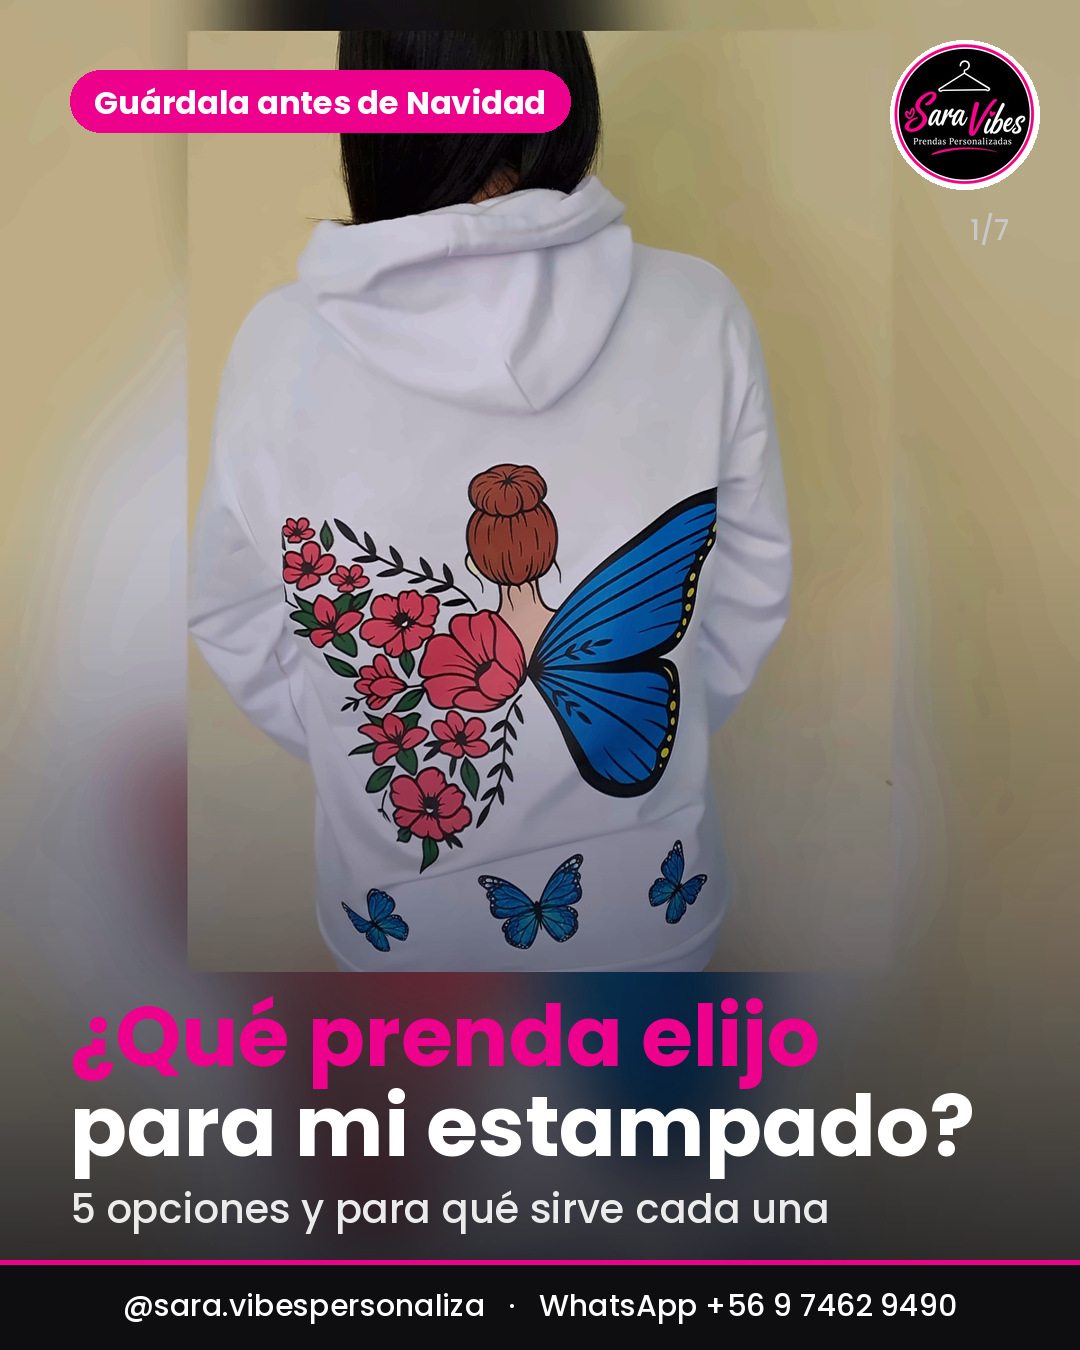 Guárdala antes de Navidad
Sara Vibes
Prendas Personalizadas
1/7
¿Qué prenda elijo
para mi estampado?
5 opciones y para qué sirve cada una
@sara.vibespersonaliza · WhatsApp +56 9 7462 9490